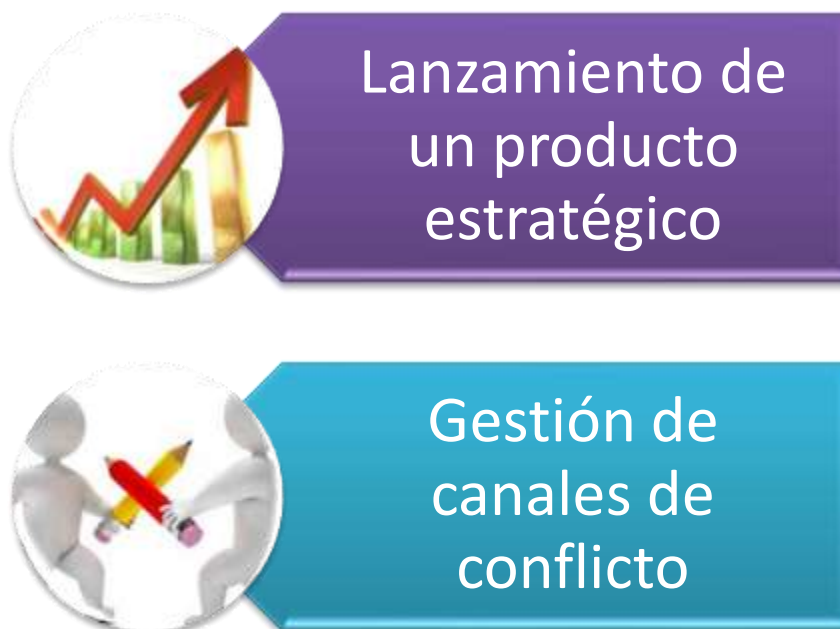 Lanzamiento de
un producto
estratégico
Gestión de
canales de
conflicto